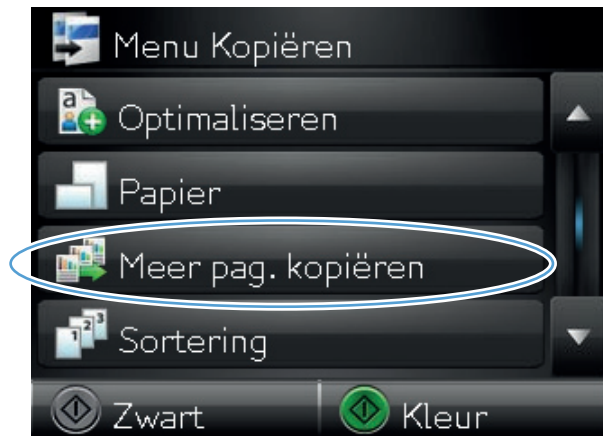 Menu Kopiëren
Optimaliseren
Papier
Meer pag. kopiëren
Sortering
Zwart Kleur